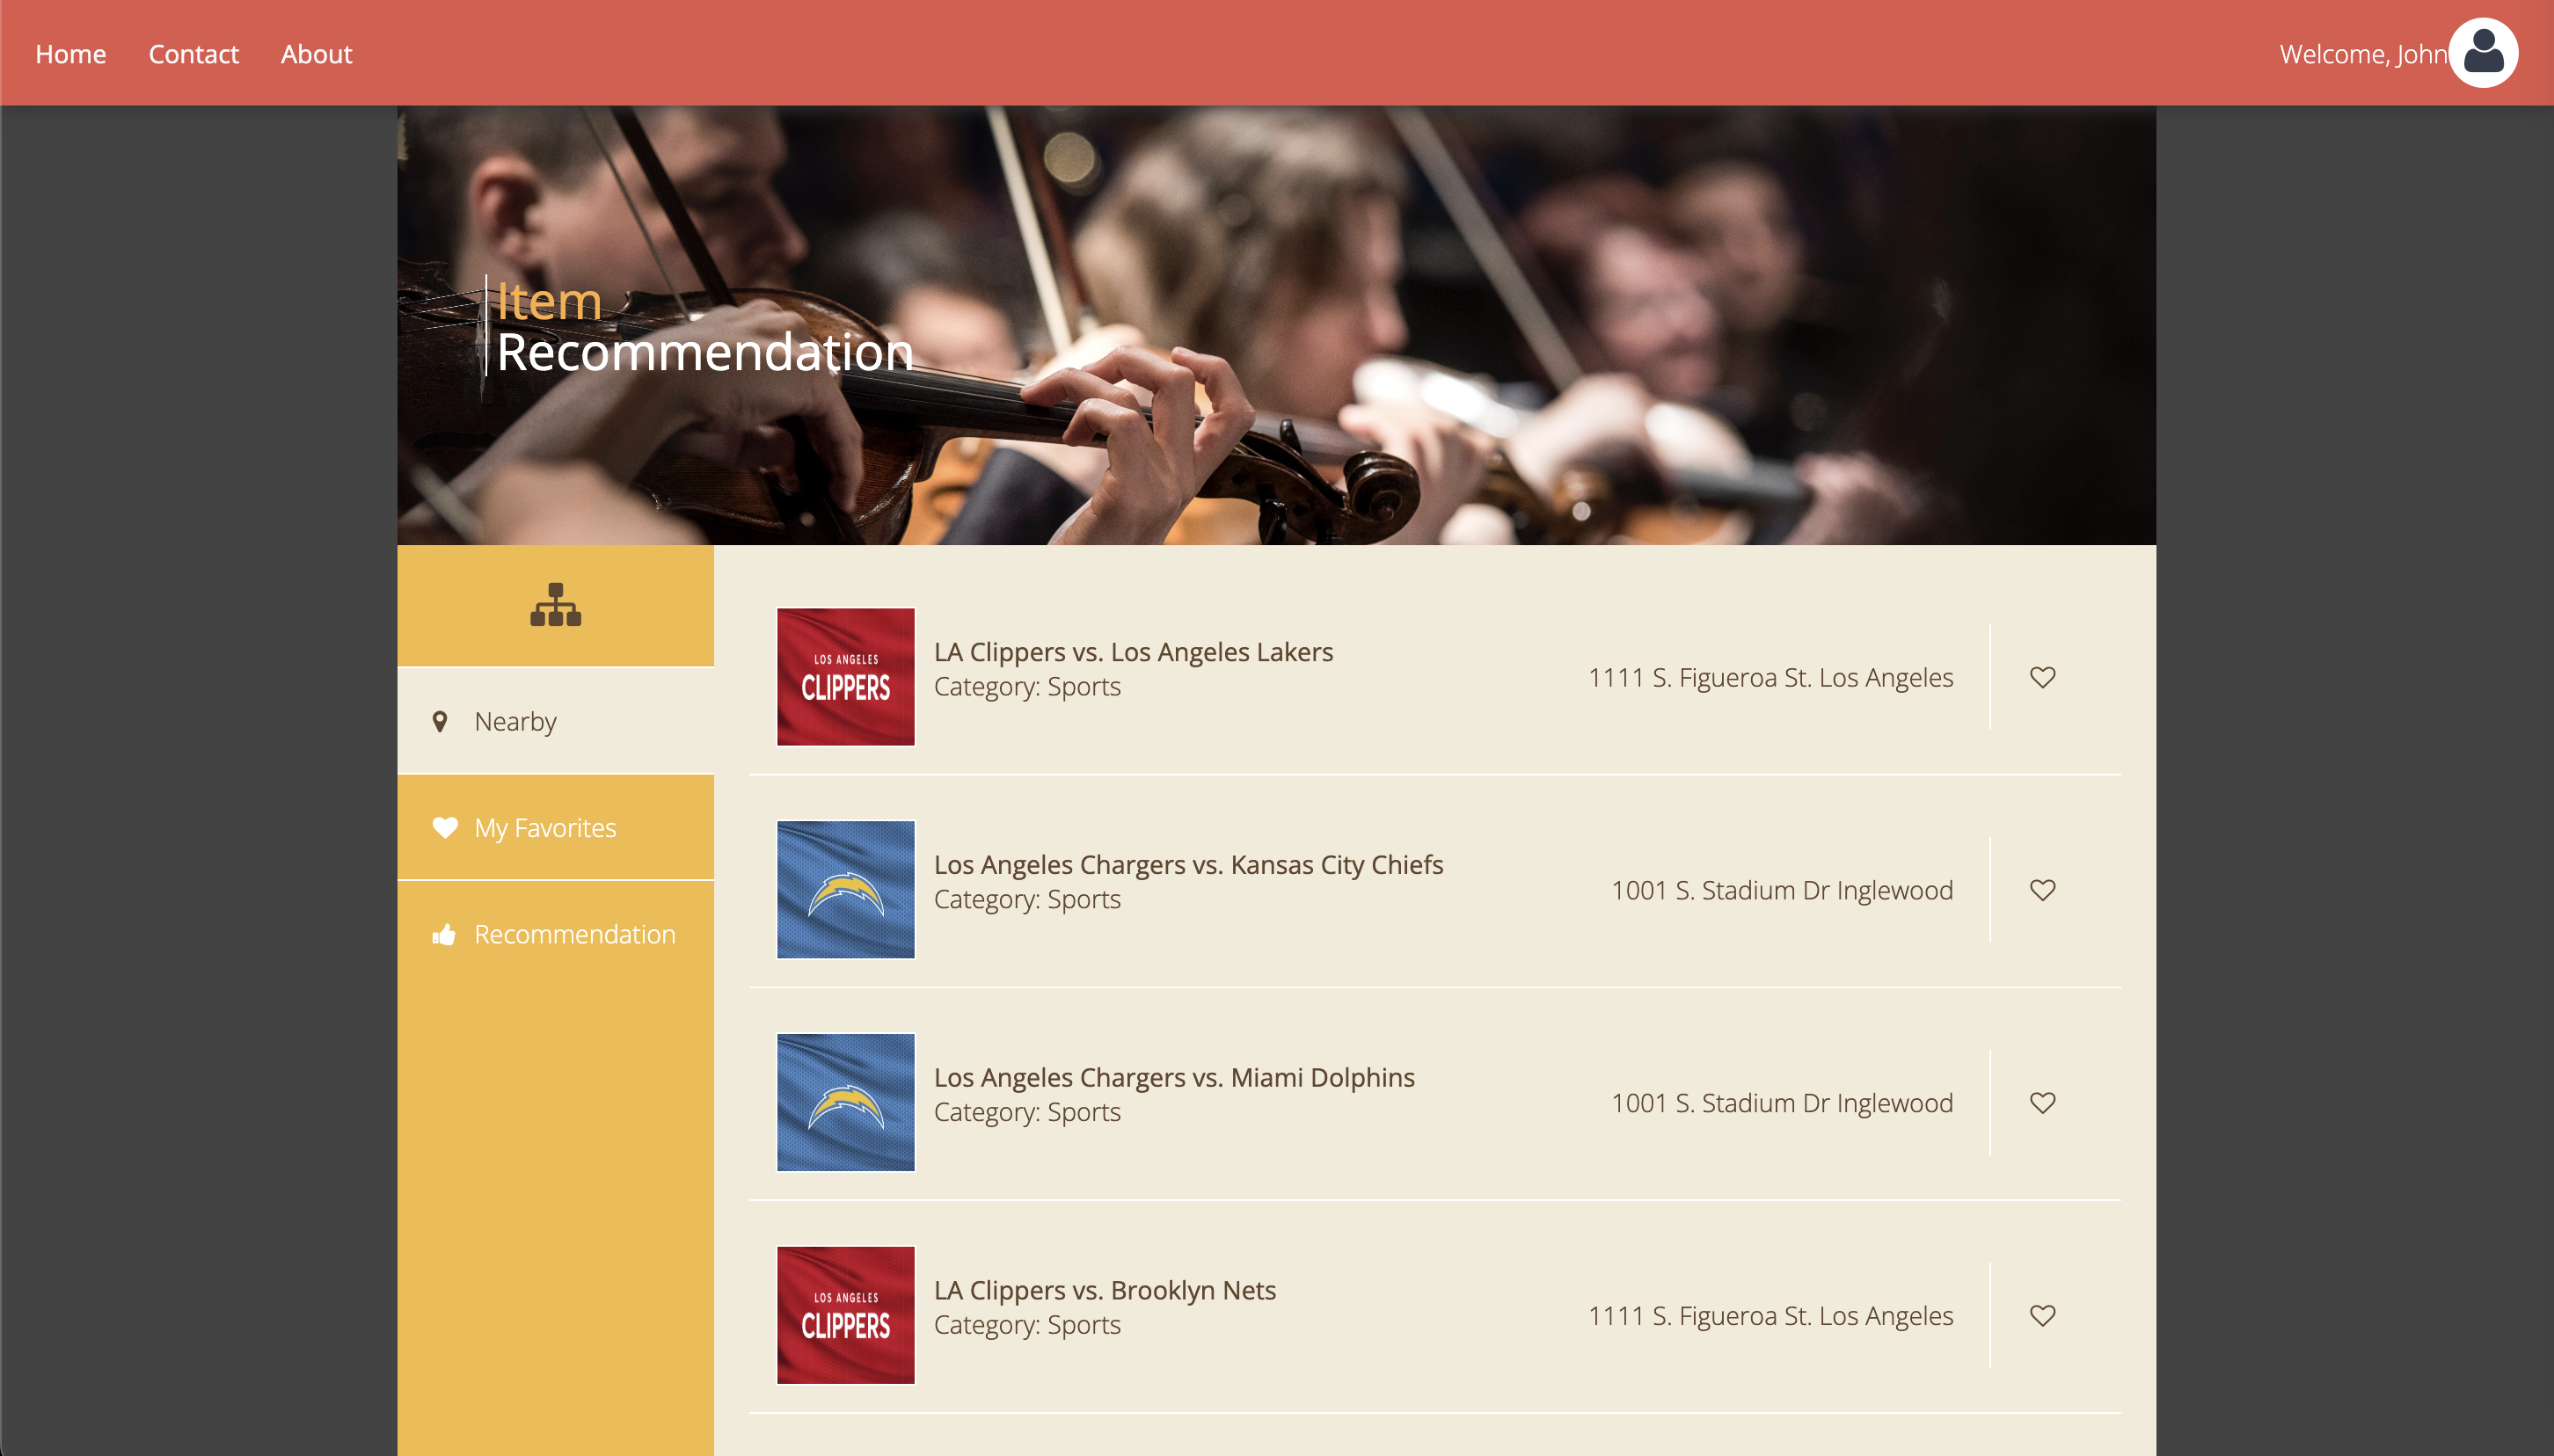 Home Contact About
Welcome, John
Item
Recommendation
Nearby
My Favorites
Recommendation
LOS ANGELES
CLIPPERS
LA Clippers vs. Los Angeles Lakers
Category: Sports
1111 S. Figueroa St. Los Angeles
Los Angeles Chargers vs. Kansas City Chiefs
Category: Sports
1001 S. Stadium Dr Inglewood
Los Angeles Chargers vs. Miami Dolphins
Category: Sports
1001 S. Stadium Dr Inglewood
LOS ANGELES
CLIPPERS
LA Clippers vs. Brooklyn Nets
Category: Sports
1111 S. Figueroa St. Los Angeles